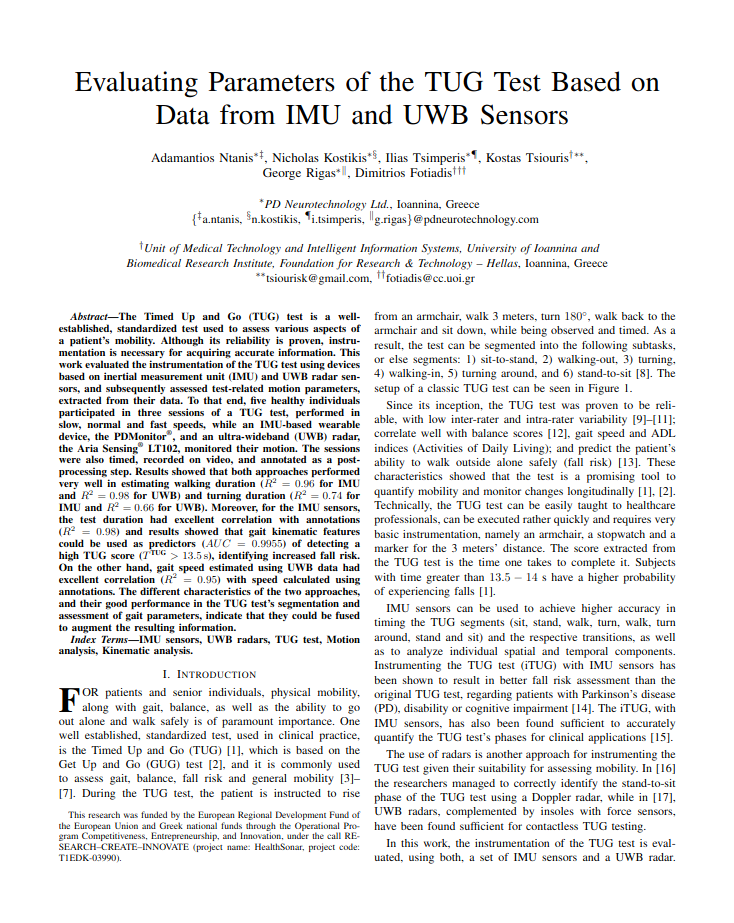 Evaluating Parameters of the TUG Test Based on
Data from IMU and UWB Sensors
Adamantios Ntanis*‡, Nicholas Kostikis*§, Ilias Tsimperis*¶, Kostas Tsiouris†**,
George Rigas*∥, Dimitrios Fotiadis†††
*PD Neurotechnology Ltd., Ioannina, Greece
{‡a.ntanis, §n.kostikis, ¶i.tsimperis, ∥g.rigas}@pdneurotechnology.com
†Unit of Medical Technology and Intelligent Information Systems, University of Ioannina and
Biomedical Research Institute, Foundation for Research & Technology – Hellas, Ioannina, Greece
**tsiourisk@gmail.com, ††fotiadis@cc.uoi.gr
Abstract—The Timed Up and Go (TUG) test is a well-
established, standardized test used to assess various aspects of
a patient's mobility. Although its reliability is proven, instru-
mentation is necessary for acquiring accurate information. This
work evaluated the instrumentation of the TUG test using devices
based on inertial measurement unit (IMU) and UWB radar sen-
sors, and subsequently assessed test-related motion parameters,
extracted from their data. To that end, five healthy individuals
participated in three sessions of a TUG test, performed in
slow, normal and fast speeds, while an IMU-based wearable
device, the PDMonitor®, and an ultra-wideband (UWB) radar,
the Aria Sensing® LT102, monitored their motion. The sessions
were also timed, recorded on video, and annotated as a post-
processing step. Results showed that both approaches performed
very well in estimating walking duration (R² = 0.96 for IMU
and R² = 0.98 for UWB) and turning duration (R² = 0.74 for
IMU and R² = 0.66 for UWB). Moreover, for the IMU sensors,
the test duration had excellent correlation with annotations
(R² = 0.98) and results showed that gait kinematic features
could be used as predictors (AUC = 0.9955) of detecting a
high TUG score (Tᵀᵁᴳ > 13.5 s), identifying increased fall risk.
On the other hand, gait speed estimated using UWB data had
excellent correlation (R² = 0.95) with speed calculated using
annotations. The different characteristics of the two approaches,
and their good performance in the TUG test's segmentation and
assessment of gait parameters, indicate that they could be fused
to augment the resulting information.
Index Terms—IMU sensors, UWB radars, TUG test, Motion
analysis, Kinematic analysis.
I. INTRODUCTION
FOR patients and senior individuals, physical mobility,
along with gait, balance, as well as the ability to go
out alone and walk safely is of paramount importance. One
well established, standardized test, used in clinical practice,
is the Timed Up and Go (TUG) [1], which is based on the
Get Up and Go (GUG) test [2], and it is commonly used
to assess gait, balance, fall risk and general mobility [3]–
[7]. During the TUG test, the patient is instructed to rise
This research was funded by the European Regional Development Fund of
the European Union and Greek national funds through the Operational Pro-
gram Competitiveness, Entrepreneurship, and Innovation, under the call RE-
SEARCH–CREATE–INNOVATE (project name: HealthSonar, project code:
T1EDK-03990).
from an armchair, walk 3 meters, turn 180°, walk back to the
armchair and sit down, while being observed and timed. As a
result, the test can be segmented into the following subtasks,
or else segments: 1) sit-to-stand, 2) walking-out, 3) turning,
4) walking-in, 5) turning around, and 6) stand-to-sit [8]. The
setup of a classic TUG test can be seen in Figure 1.
Since its inception, the TUG test was proven to be reli-
able, with low inter-rater and intra-rater variability [9]–[11];
correlate well with balance scores [12], gait speed and ADL
indices (Activities of Daily Living); and predict the patient's
ability to walk outside alone safely (fall risk) [13]. These
characteristics showed that the test is a promising tool to
quantify mobility and monitor changes longitudinally [1], [2].
Technically, the TUG test can be easily taught to healthcare
professionals, can be executed rather quickly and requires very
basic instrumentation, namely an armchair, a stopwatch and a
marker for the 3 meters' distance. The score extracted from
the TUG test is the time one takes to complete it. Subjects
with time greater than 13.5 − 14 s have a higher probability
of experiencing falls [1].
IMU sensors can be used to achieve higher accuracy in
timing the TUG segments (sit, stand, walk, turn, walk, turn
around, stand and sit) and the respective transitions, as well
as to analyze individual spatial and temporal components.
Instrumenting the TUG test (iTUG) with IMU sensors has
been shown to result in better fall risk assessment than the
original TUG test, regarding patients with Parkinson's disease
(PD), disability or cognitive impairment [14]. The iTUG, with
IMU sensors, has also been found sufficient to accurately
quantify the TUG test's phases for clinical applications [15].
The use of radars is another approach for instrumenting the
TUG test given their suitability for assessing mobility. In [16]
the researchers managed to correctly identify the stand-to-sit
phase of the TUG test using a Doppler radar, while in [17],
UWB radars, complemented by insoles with force sensors,
have been found sufficient for contactless TUG testing.
In this work, the instrumentation of the TUG test is eval-
uated, using both, a set of IMU sensors and a UWB radar.